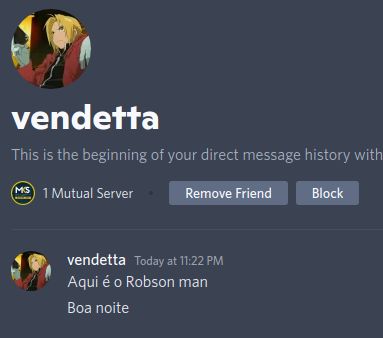 vendetta
This is the beginning of your direct message history with
MKS
1 Mutual Server
Remove Friend
Block
vendetta Today at 11:22 PM
Aqui é o Robson man
Boa noite